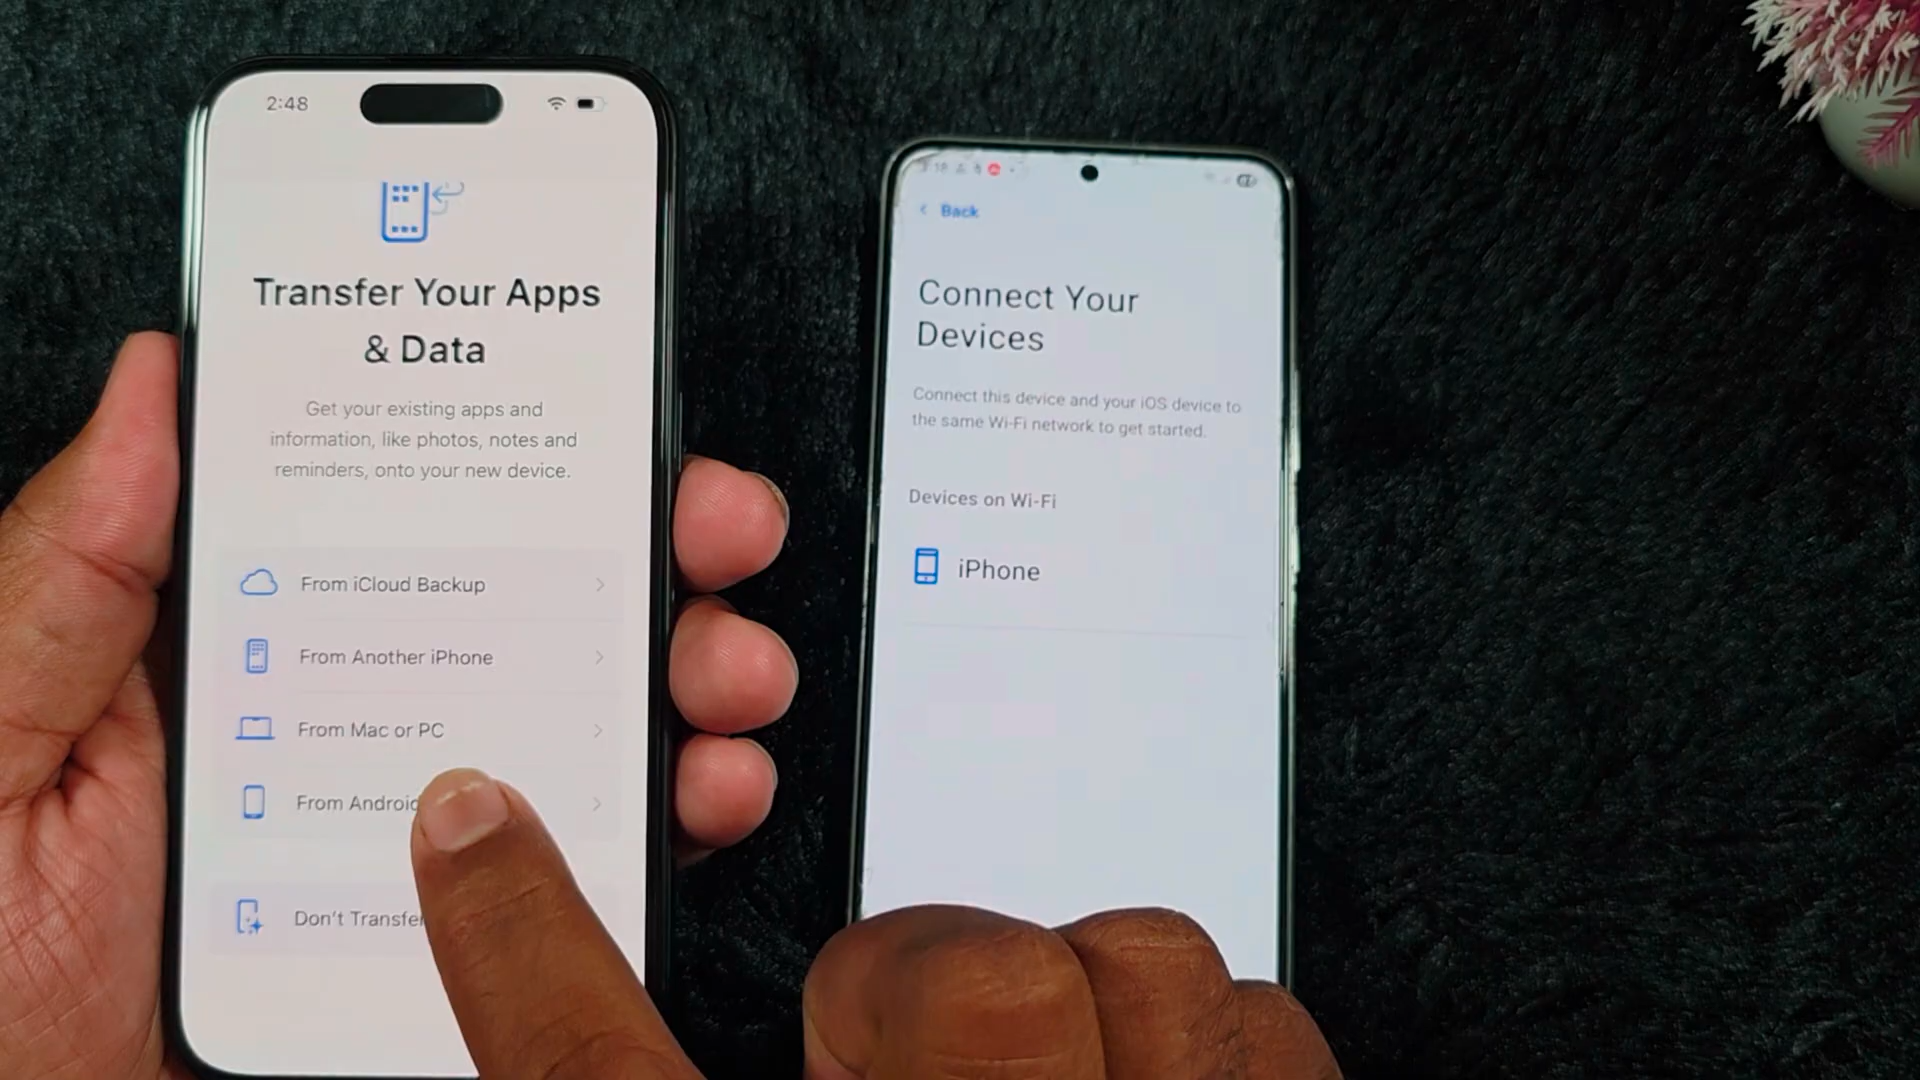 2:48
Transfer Your Apps
& Data
Get your existing apps and
information, like photos, notes and
reminders, onto your new device.
From iCloud Backup
From Another iPhone
From Mac or PC
From Android
Don't Transfer
Back
Connect Your
Devices
Connect this device and your iOS device to
the same Wi-Fi network to get started.
Devices on Wi-Fi
iPhone